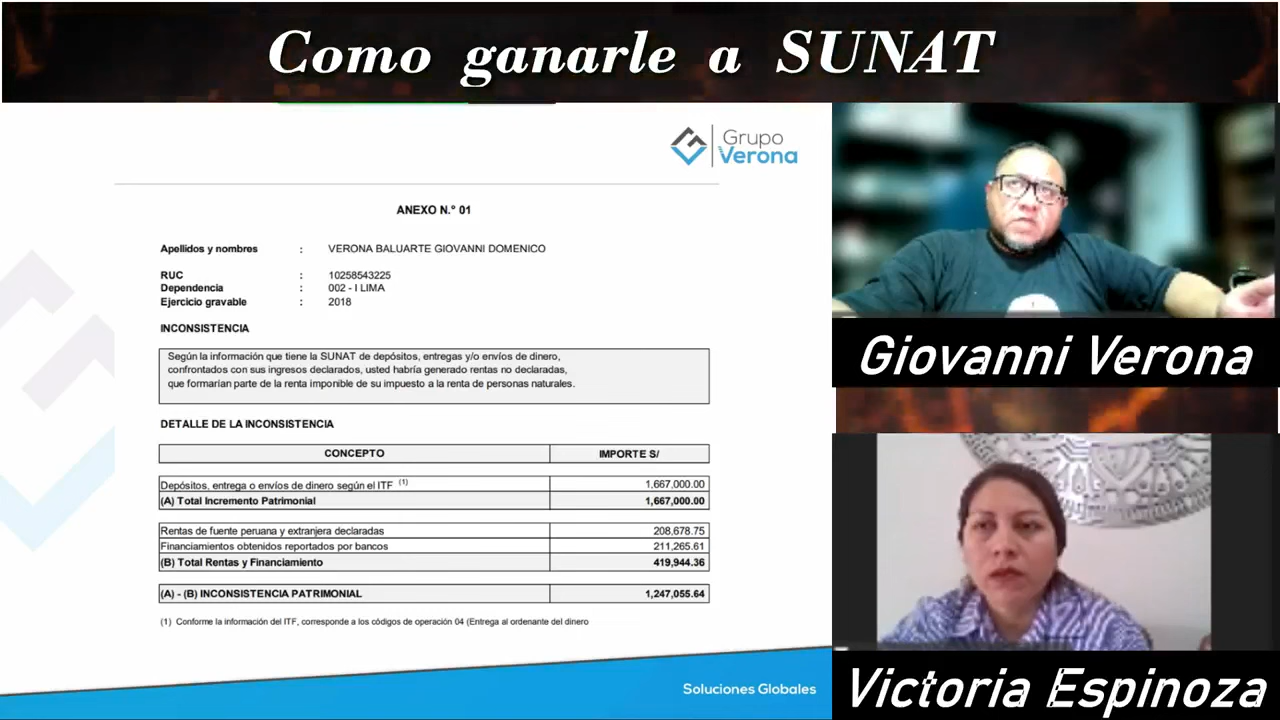 Como ganarle a SUNAT
Grupo
Verona
ANEXO N.° 01
Apellidos y nombres : VERONA BALUARTE GIOVANNI DOMENICO
RUC : 10258543225
Dependencia : 002 - I LIMA
Ejercicio gravable : 2018
INCONSISTENCIA
Según la información que tiene la SUNAT de depósitos, entregas y/o envíos de dinero,
confrontados con sus ingresos declarados, usted habría generado rentas no declaradas,
que formarían parte de la renta imponible de su impuesto a la renta de personas naturales.
DETALLE DE LA INCONSISTENCIA
CONCEPTO IMPORTE S/
Depósitos, entrega o envíos de dinero según el ITF (1) 1,667,000.00
(A) Total Incremento Patrimonial 1,667,000.00
Rentas de fuente peruana y extranjera declaradas 208,678.75
Financiamientos obtenidos reportados por bancos 211,265.61
(B) Total Rentas y Financiamiento 419,944.36
(A) - (B) INCONSISTENCIA PATRIMONIAL 1,247,055.64
(1) Conforme la información del ITF, corresponde a los códigos de operación 04 (Entrega al ordenante del dinero
Soluciones Globales
Giovanni Verona
Victoria Espinoza